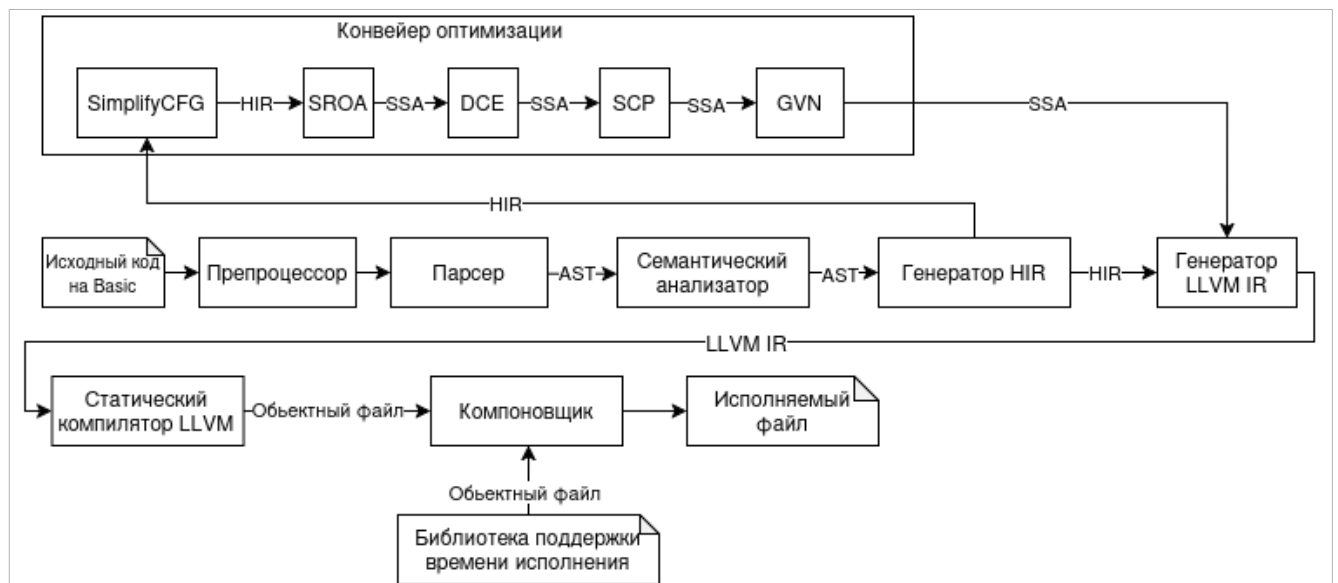 Конвейер оптимизации
SimplifyCFG
HIR
SROA
SSA
DCE
SSA
SCP
SSA
GVN
SSA
HIR
Исходный код
на Basic
Препроцессор
Парсер
AST
Семантический
анализатор
AST
Генератор HIR
HIR
Генератор
LLVM IR
LLVM IR
Статический
компилятор LLVM
Обьектный файл
Компоновщик
Исполняемый
файл
Обьектный файл
Библиотека поддержки
времени исполнения